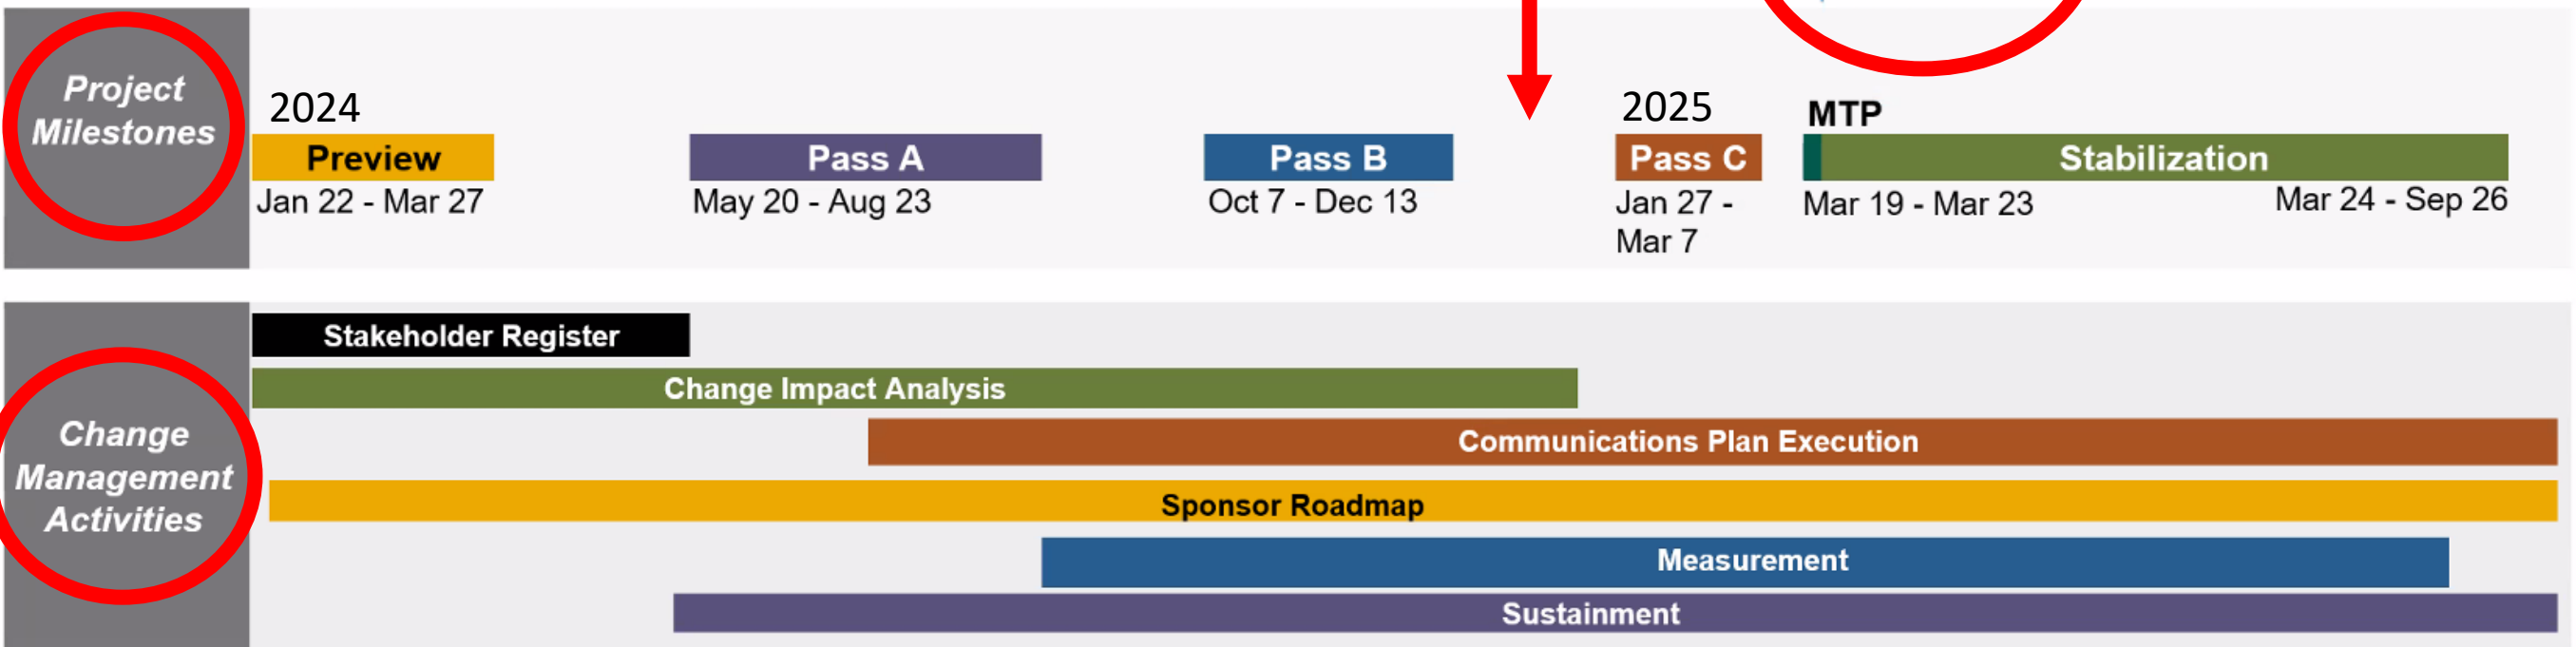 Project
Milestones
2024
2025
MTP
Preview
Pass A
Pass B
Pass C
Stabilization
Jan 22 - Mar 27
May 20 - Aug 23
Oct 7 - Dec 13
Jan 27 -
Mar 7
Mar 19 - Mar 23
Mar 24 - Sep 26
Change
Management
Activities
Stakeholder Register
Change Impact Analysis
Communications Plan Execution
Sponsor Roadmap
Measurement
Sustainment